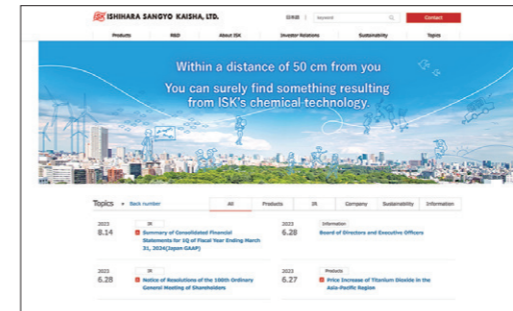 ISK ISHIHARA SANGYO KAISHA, LTD.
日本語
keyword
Contact
Products
R&D
About ISK
Investor Relations
Sustainability
Topics
Within a distance of 50 cm from you
You can surely find something resulting
from ISK's chemical technology.
Topics
Back number
All
Products
IR
Company
Sustainability
Information
2023
8.14
IR
Summary of Consolidated Financial
Statements for 1Q of Fiscal Year Ending March
31, 2024(Japan GAAP)
2023
6.28
Information
Board of Directors and Executive Officers
2023
6.28
IR
Notice of Resolutions of the 100th Ordinary
General Meeting of Shareholders
2023
6.27
Products
Price Increase of Titanium Dioxide in the
Asia-Pacific Region